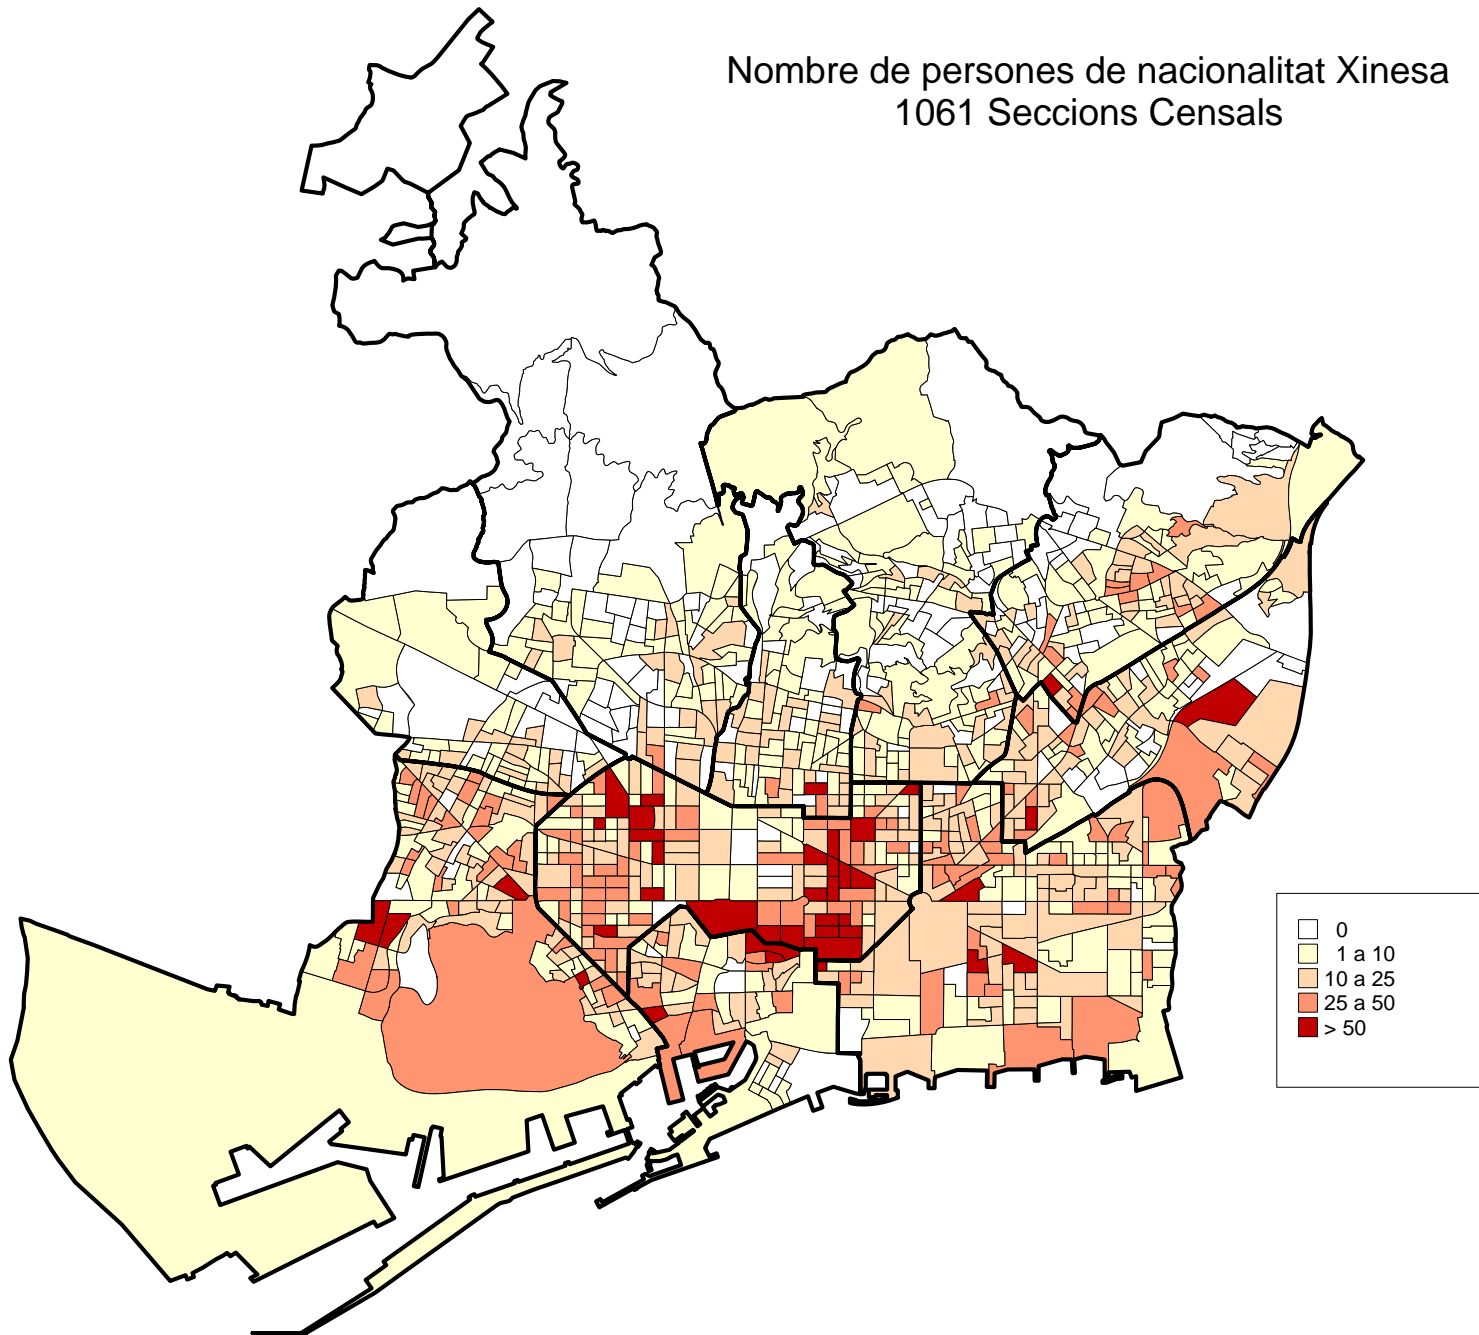 Nombre de persones de nacionalitat Xinesa
1061 Seccions Censals
0
1 a 10
10 a 25
25 a 50
> 50